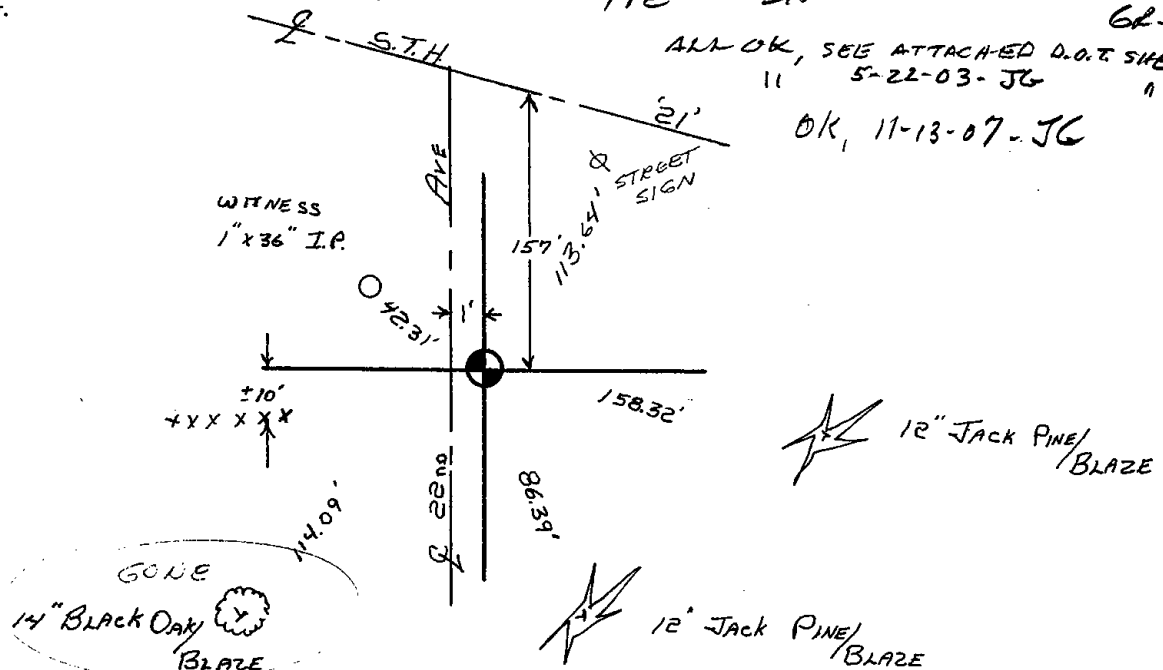 6R-
ALL OK, SEE ATTACHED D.O.T. SHE
" 5-22-03- JG "
OK, 11-13-07- JG
℄ S.T.H. '21'
AVE
STREET
SIGN
WITNESS
1"x36" I.P.
157'
113.64'
42.31'
1'
±10'
158.32'
12" JACK PINE/
BLAZE
86.39'
℄ 22nd
114.09'
GONE
14" BLACK OAK/
BLAZE
12" JACK PINE/
BLAZE